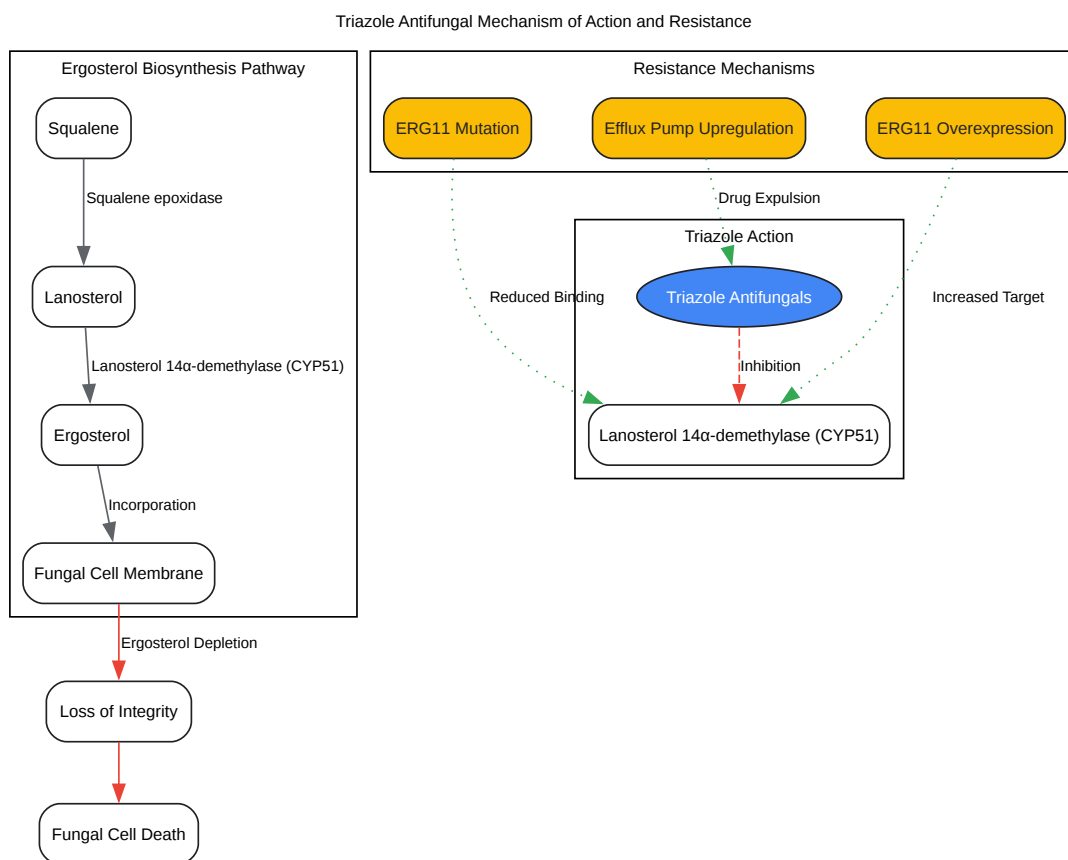 Triazole Antifungal Mechanism of Action and Resistance
Ergosterol Biosynthesis Pathway
Squalene
Squalene epoxidase
Lanosterol
Lanosterol 14α-demethylase (CYP51)
Ergosterol
Incorporation
Fungal Cell Membrane
Ergosterol Depletion
Loss of Integrity
Fungal Cell Death
Resistance Mechanisms
ERG11 Mutation
Efflux Pump Upregulation
ERG11 Overexpression
Drug Expulsion
Triazole Action
Reduced Binding
Triazole Antifungals
Increased Target
Inhibition
Lanosterol 14α-demethylase (CYP51)